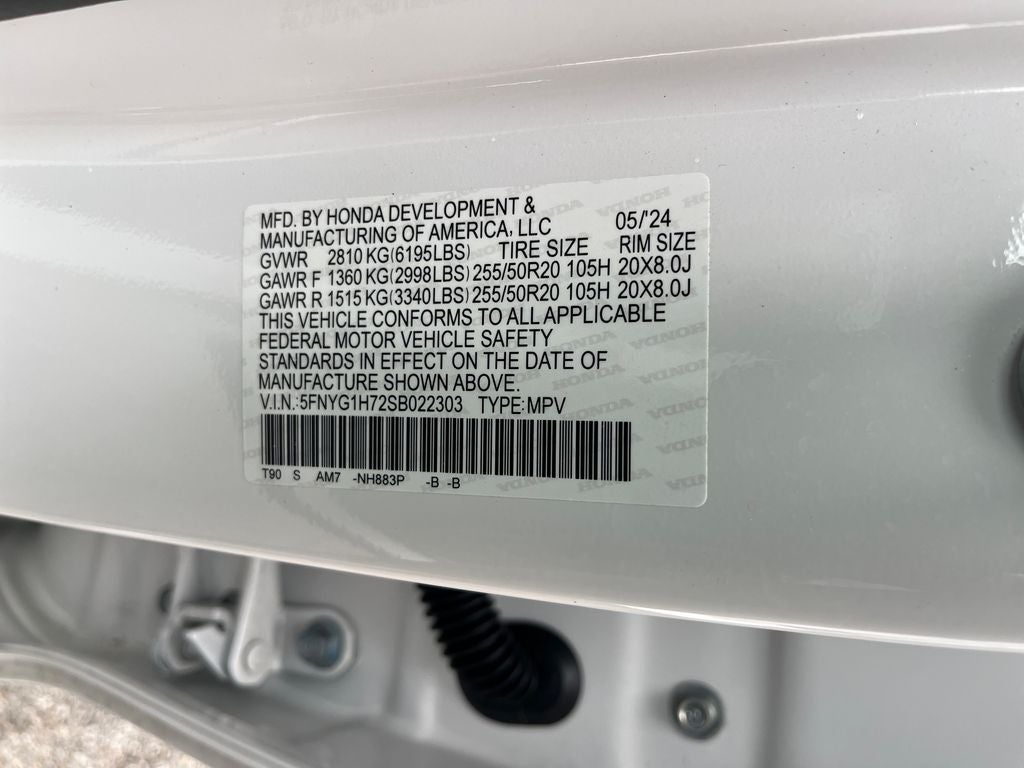 MFD. BY HONDA DEVELOPMENT &
MANUFACTURING OF AMERICA, LLC 05/'24
GVWR 2810 KG(6195LBS) TIRE SIZE RIM SIZE
GAWR F 1360 KG(2998LBS) 255/50R20 105H 20X8.0J
GAWR R 1515 KG(3340LBS) 255/50R20 105H 20X8.0J
THIS VEHICLE CONFORMS TO ALL APPLICABLE
FEDERAL MOTOR VEHICLE SAFETY
STANDARDS IN EFFECT ON THE DATE OF
MANUFACTURE SHOWN ABOVE.
V.I.N.:5FNYG1H72SB022303 TYPE:MPV
T90 S AM7 -NH883P -B -B